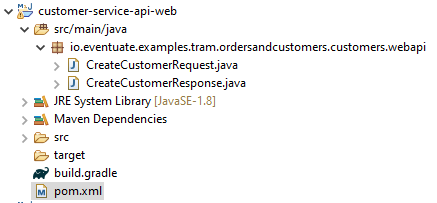 customer-service-api-web
src/main/java
io.eventuate.examples.tram.ordersandcustomers.customers.webapi
CreateCustomerRequest.java
CreateCustomerResponse.java
JRE System Library [JavaSE-1.8]
Maven Dependencies
src
target
build.gradle
pom.xml